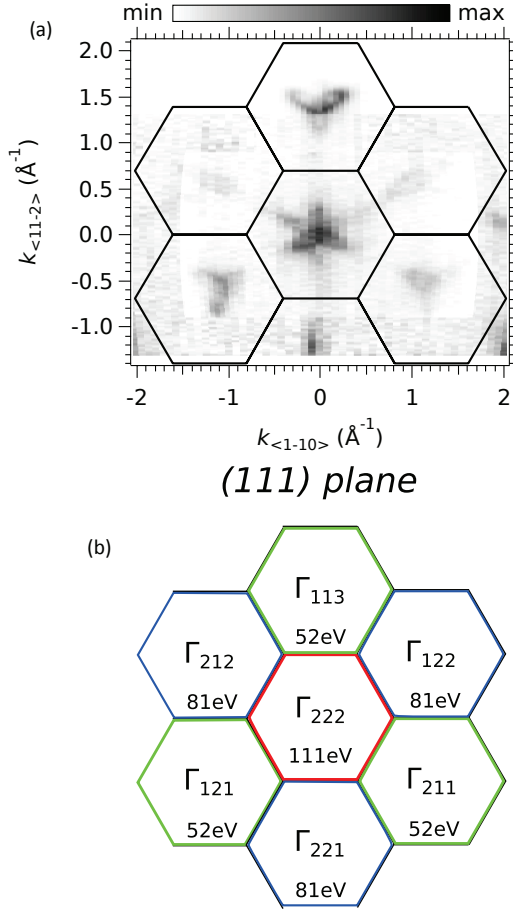 min max
(a)
2.0
1.5
1.0
0.5
0.0
-0.5
-1.0
k<11-2> (Å-1)
-2 -1 0 1 2
k<1-10> (Å-1)
(111) plane
(b)
Γ113
52eV
Γ212 Γ122
81eV 81eV
Γ222
111eV
Γ121 Γ211
52eV 52eV
Γ221
81eV